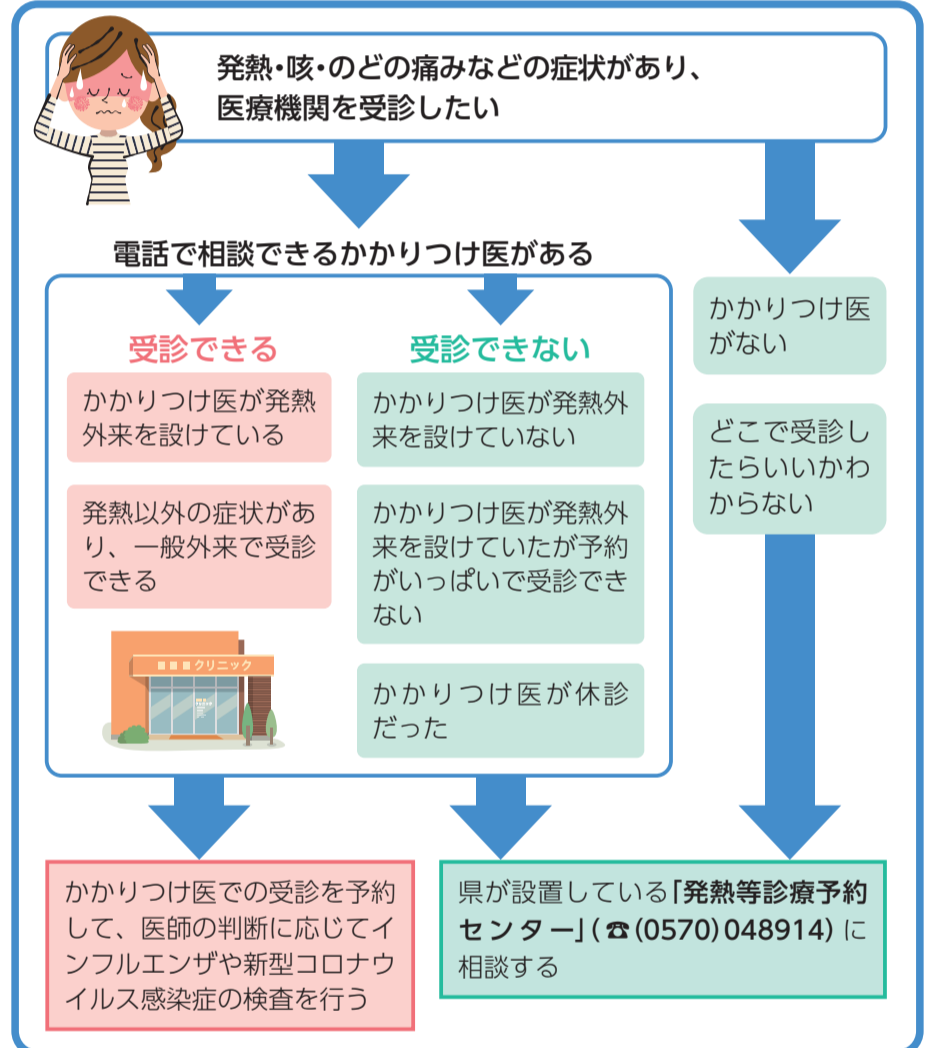 発熱・咳・のどの痛みなどの症状があり、
医療機関を受診したい
電話で相談できるかかりつけ医がある
受診できる
かかりつけ医が発熱
外来を設けている
発熱以外の症状があ
り、一般外来で受診
できる
クリニック
受診できない
かかりつけ医が発熱外
来を設けていない
かかりつけ医が発熱外
来を設けていたが予約
がいっぱいで受診でき
ない
かかりつけ医が休診
だった
かかりつけ医
がない
どこで受診し
たらいいかわ
からない
かかりつけ医での受診を予約
して、医師の判断に応じてイ
ンフルエンザや新型コロナウ
イルス感染症の検査を行う
県が設置している「発熱等診療予約
センター」(☎(0570)048914) に
相談する